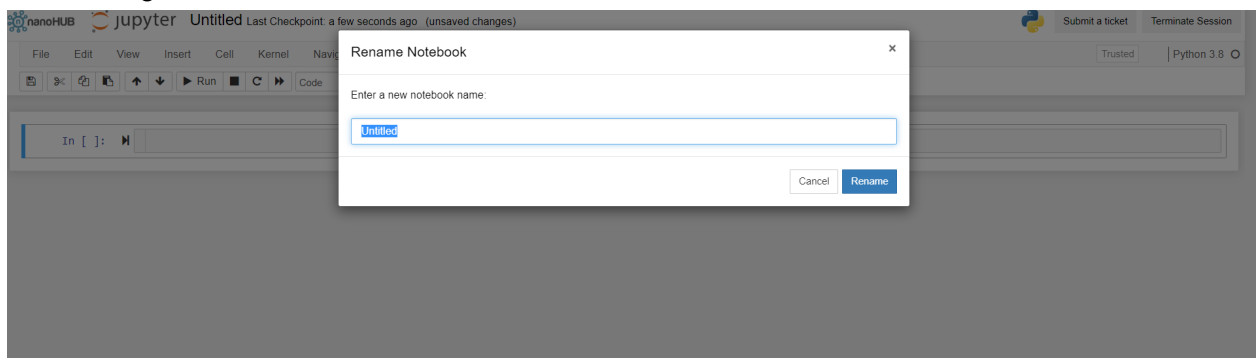 nanoHUB jupyter Untitled Last Checkpoint: a few seconds ago (unsaved changes) Submit a ticket Terminate Session
File Edit View Insert Cell Kernel Navig Trusted Python 3.8
Run Code
Rename Notebook ×
Enter a new notebook name:
Untitled
In [ ]:
Cancel Rename